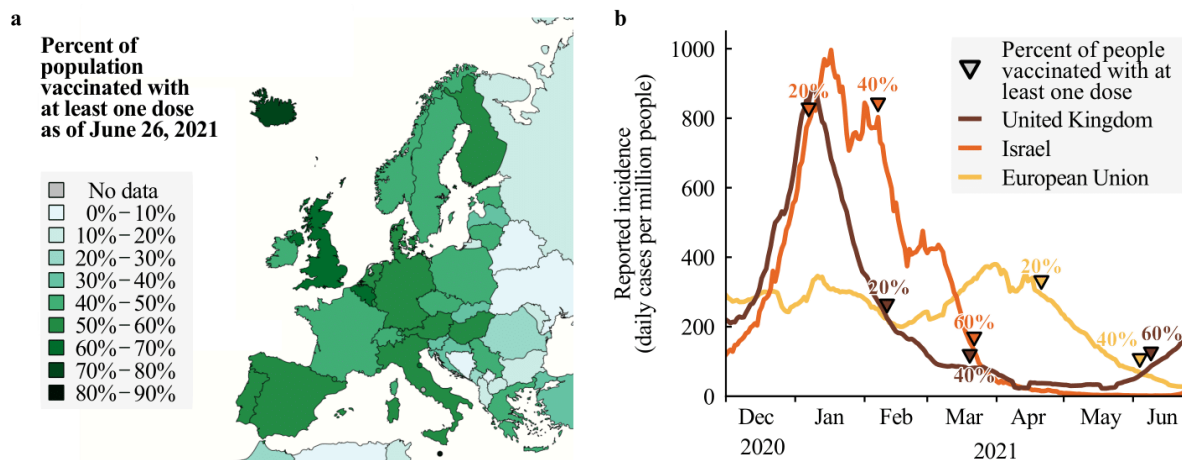 a
Percent of
population
vaccinated with
at least one dose
as of June 26, 2021
No data
0%–10%
10%–20%
20%–30%
30%–40%
40%–50%
50%–60%
60%–70%
70%–80%
80%–90%
b
Reported incidence
(daily cases per million people)
1000
800
600
400
200
0
Percent of people
vaccinated with at
least one dose
United Kingdom
Israel
European Union
20%
40%
20%
60%
40%
20%
40%
60%
Dec
Jan
Feb
Mar
Apr
May
Jun
2020
2021